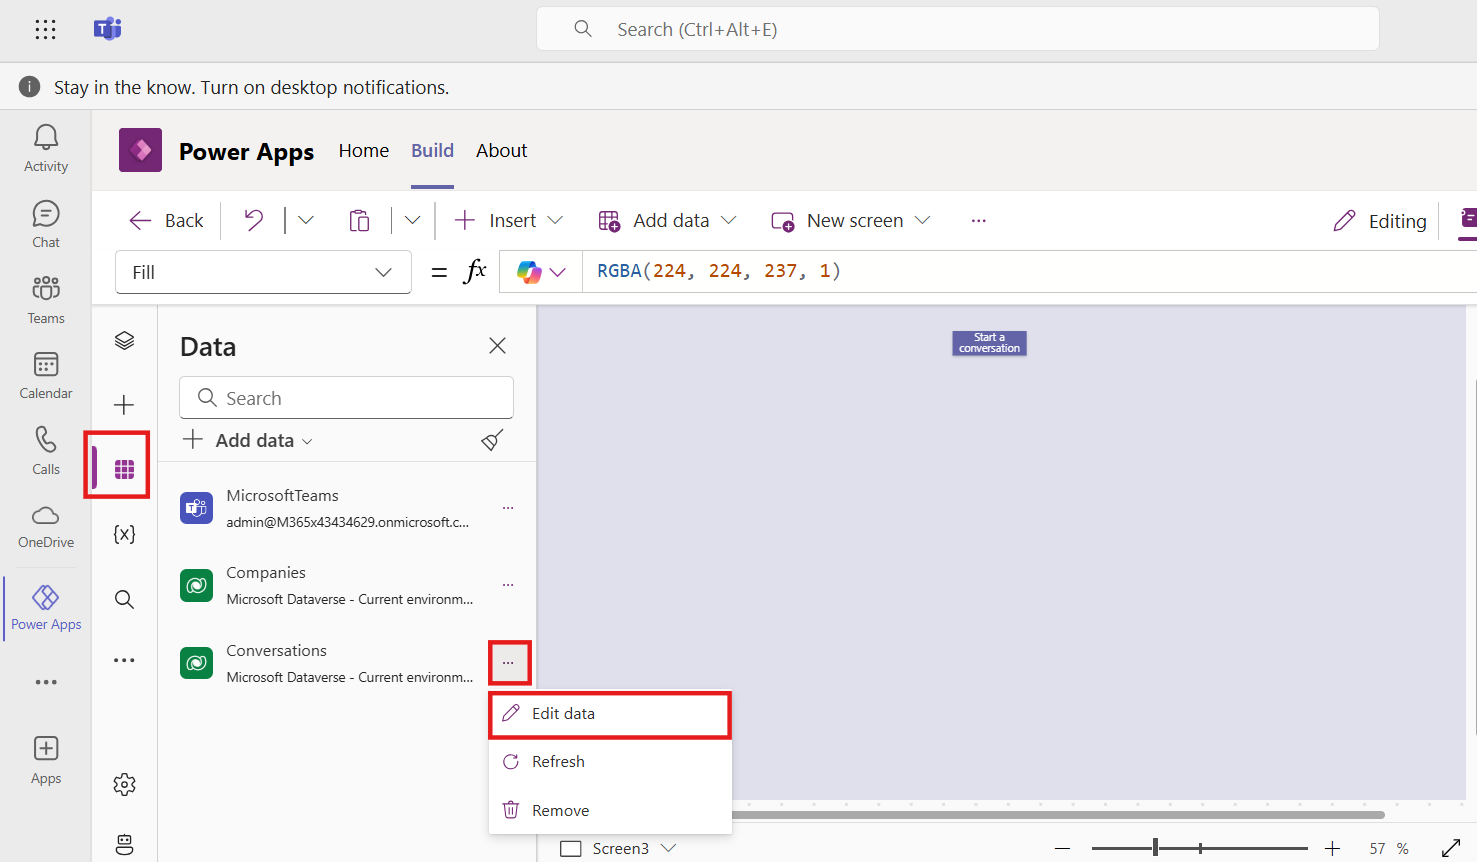 Search (Ctrl+Alt+E)
Stay in the know. Turn on desktop notifications.
Activity
Chat
Teams
Calendar
Calls
OneDrive
Power Apps
Apps
Power Apps Home Build About
Back Insert Add data New screen ... Editing
Fill = fx RGBA(224, 224, 237, 1)
Data
Search
Add data
MicrosoftTeams
admin@M365x43434629.onmicrosoft.c...
Companies
Microsoft Dataverse - Current environm...
Conversations
Microsoft Dataverse - Current environm...
Edit data
Refresh
Remove
Start a
conversation
Screen3
57 %